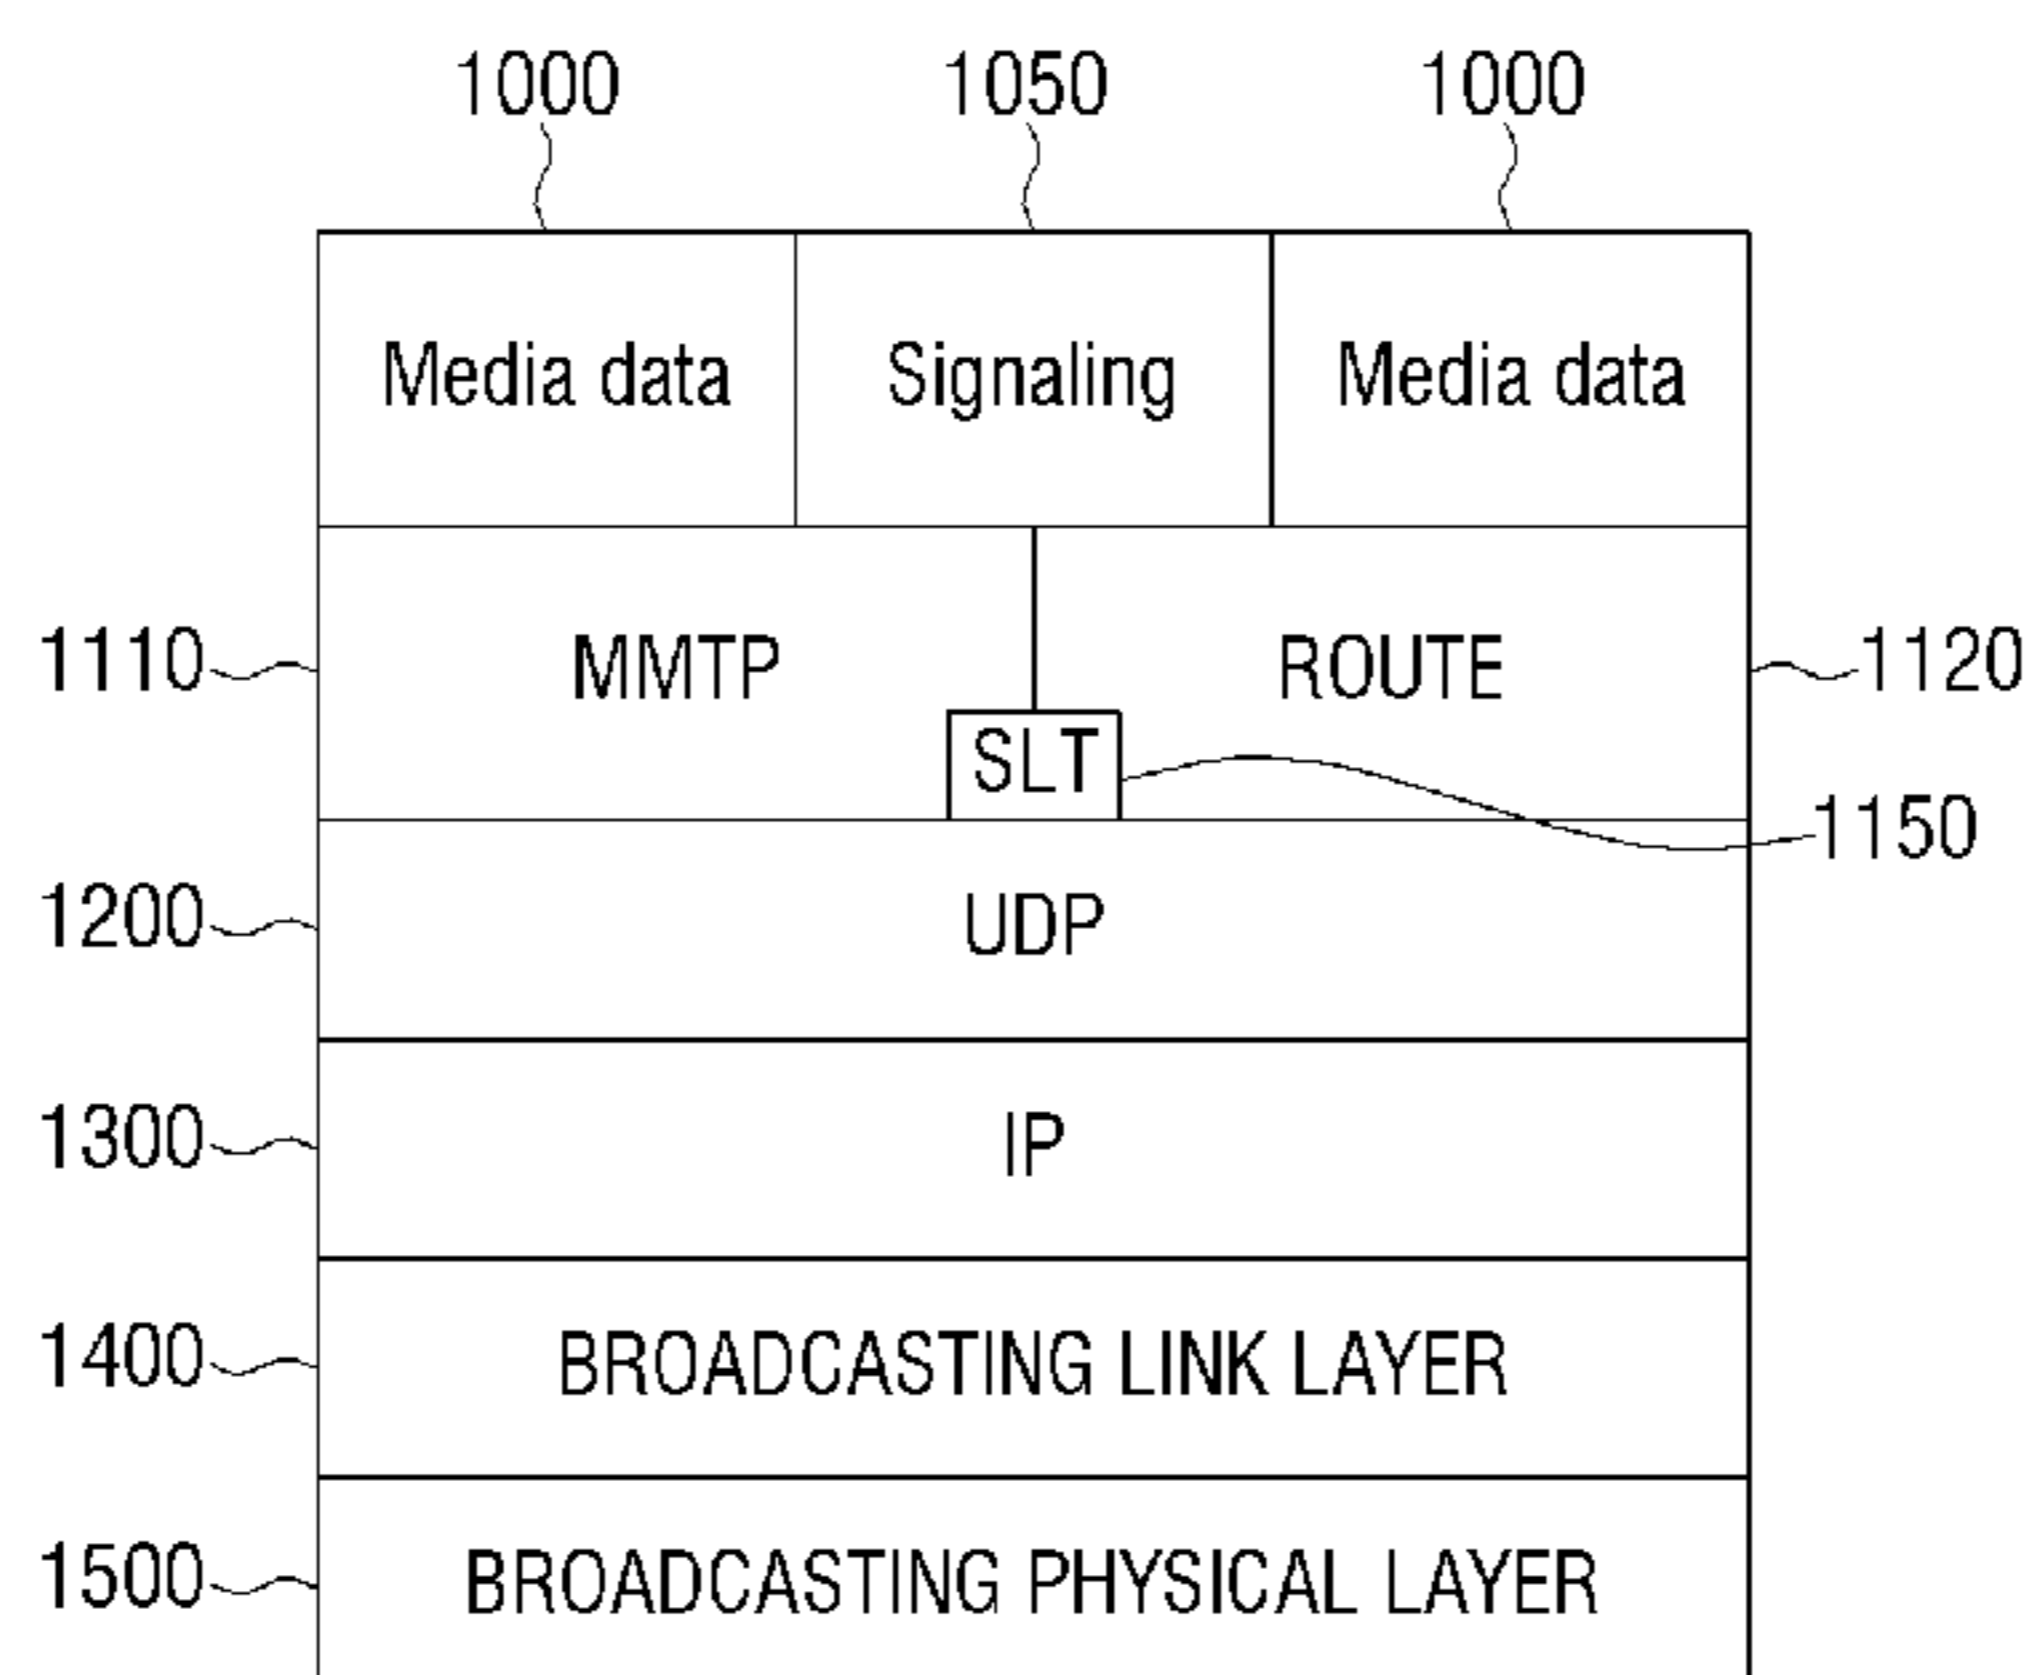 1000 1050 1000
Media data Signaling Media data
1110 MMTP ROUTE 1120
SLT
1150
1200 UDP
1300 IP
1400 BROADCASTING LINK LAYER
1500 BROADCASTING PHYSICAL LAYER